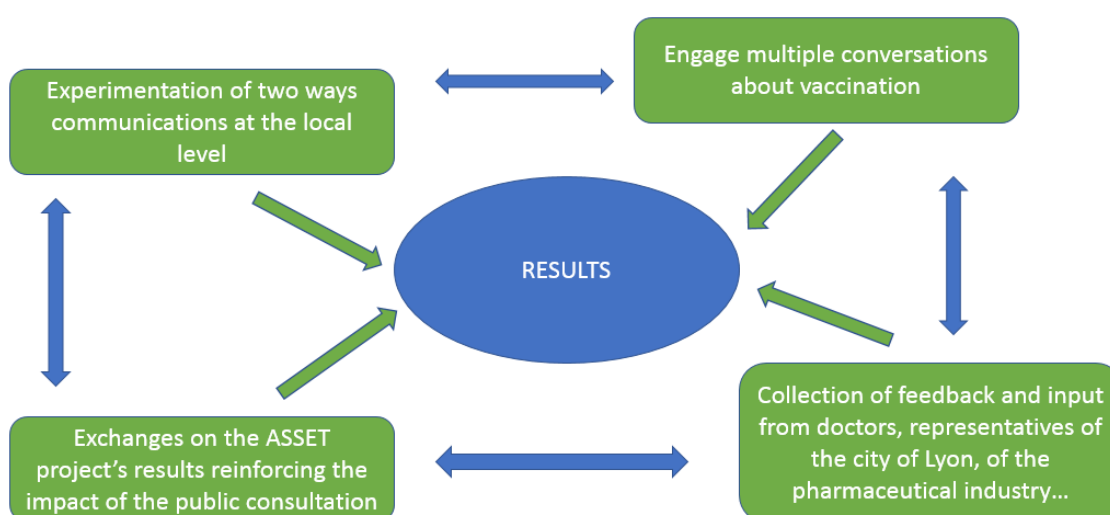 Experimentation of two ways
communications at the local
level
Engage multiple conversations
about vaccination
RESULTS
Exchanges on the ASSET
project's results reinforcing the
impact of the public consultation
Collection of feedback and input
from doctors, representatives of
the city of Lyon, of the
pharmaceutical industry…